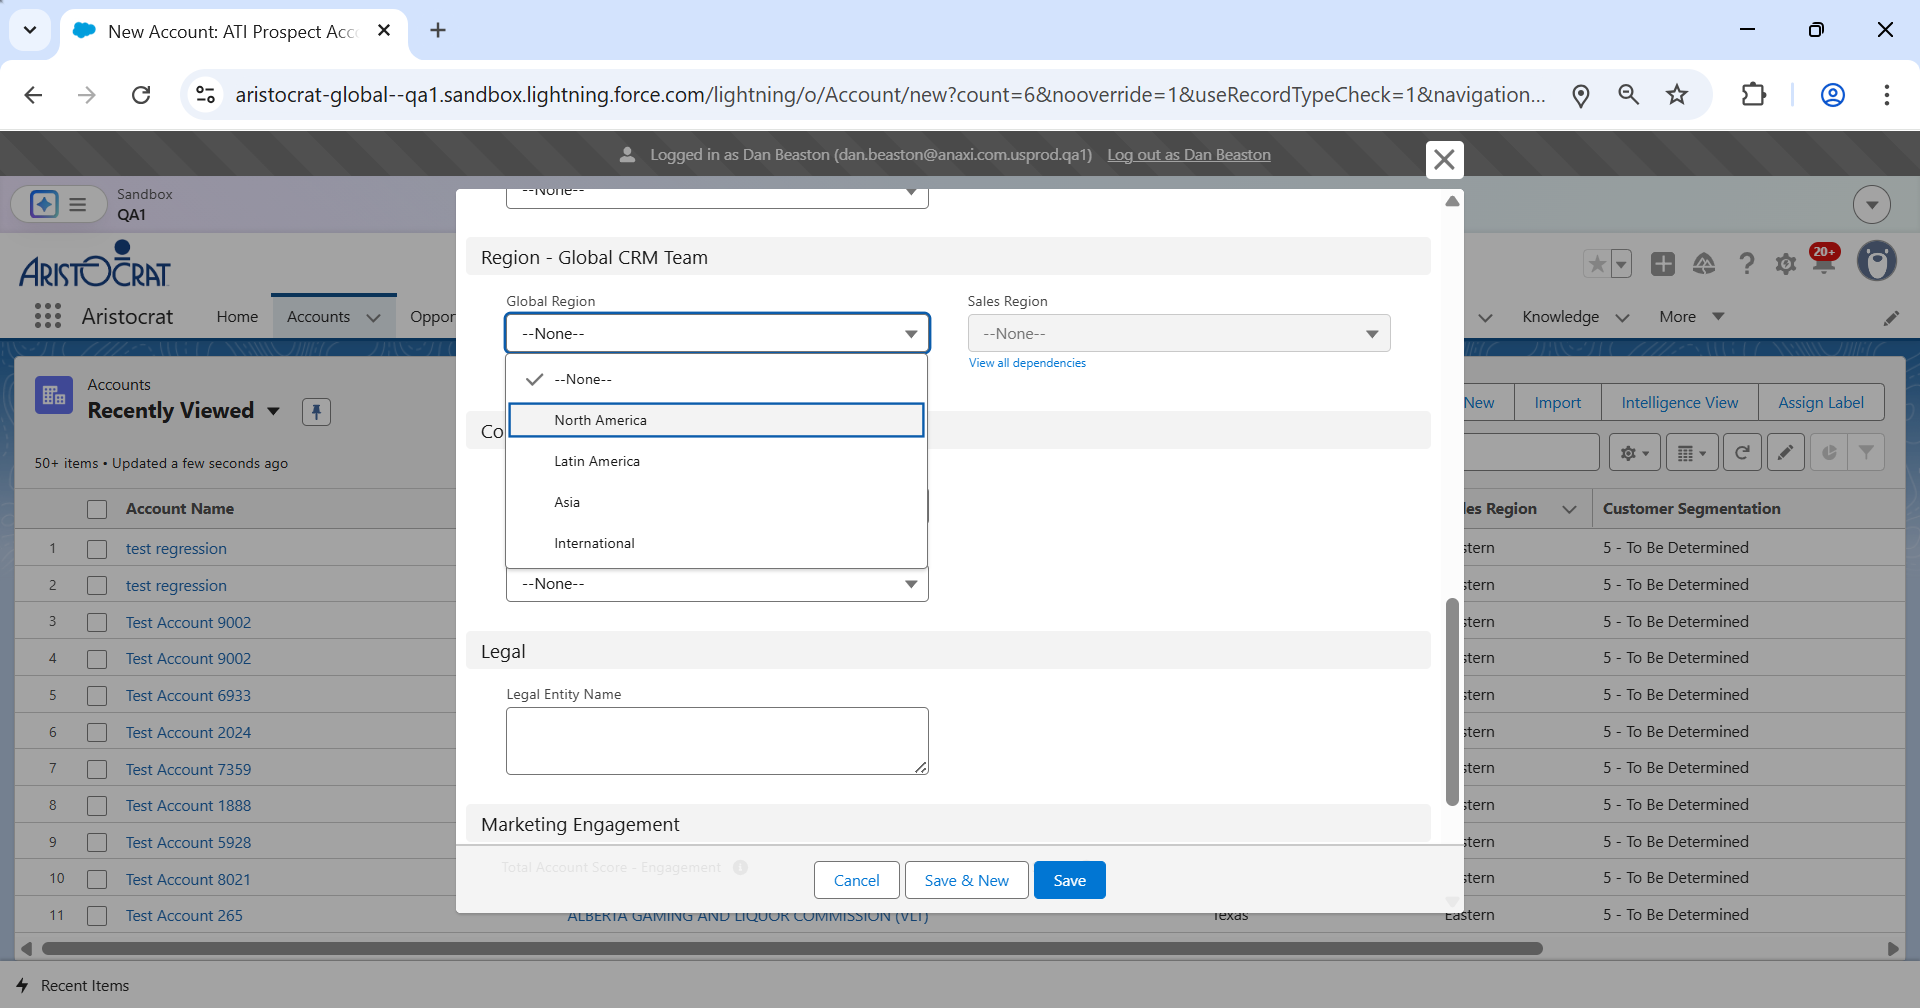 New Account: ATI Prospect Acc
aristocrat-global--qa1.sandbox.lightning.force.com/lightning/o/Account/new?count=6&nooverride=1&useRecordTypeCheck=1&navigation...
Logged in as Dan Beaston (dan.beaston@anaxi.com.usprod.qa1) Log out as Dan Beaston
Sandbox
QA1
--None--
ARISTOCRAT
20+
Aristocrat
Home
Accounts
Oppor
Knowledge
More
Region - Global CRM Team
Global Region
Sales Region
--None--
--None--
View all dependencies
--None--
North America
Latin America
Asia
International
Co
--None--
Legal
Legal Entity Name
Marketing Engagement
Total Account Score - Engagement
Cancel
Save & New
Save
Accounts
Recently Viewed
New
Import
Intelligence View
Assign Label
50+ items • Updated a few seconds ago
Account Name
les Region
Customer Segmentation
1 test regression stern 5 - To Be Determined
2 test regression stern 5 - To Be Determined
3 Test Account 9002 stern 5 - To Be Determined
4 Test Account 9002 stern 5 - To Be Determined
5 Test Account 6933 stern 5 - To Be Determined
6 Test Account 2024 stern 5 - To Be Determined
7 Test Account 7359 stern 5 - To Be Determined
8 Test Account 1888 stern 5 - To Be Determined
9 Test Account 5928 stern 5 - To Be Determined
10 Test Account 8021 stern 5 - To Be Determined
11 Test Account 265 ALBERTA GAMING AND LIQUOR COMMISSION (VLT) Texas Eastern 5 - To Be Determined
Recent Items